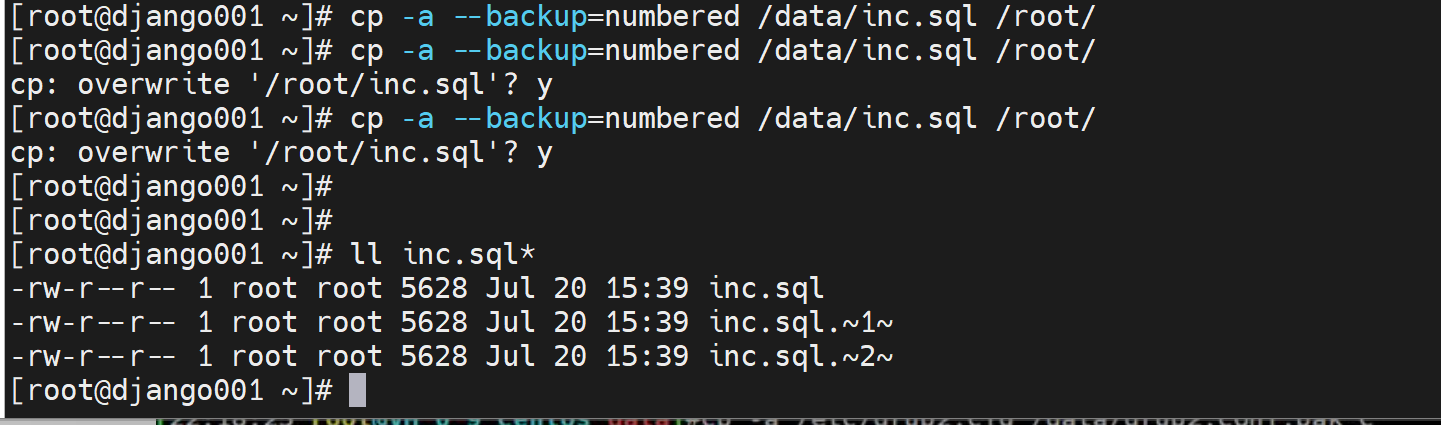 [root@django001 ~]# cp -a --backup=numbered /data/inc.sql /root/
[root@django001 ~]# cp -a --backup=numbered /data/inc.sql /root/
cp: overwrite '/root/inc.sql'? y
[root@django001 ~]# cp -a --backup=numbered /data/inc.sql /root/
cp: overwrite '/root/inc.sql'? y
[root@django001 ~]#
[root@django001 ~]#
[root@django001 ~]# ll inc.sql*
-rw-r--r-- 1 root root 5628 Jul 20 15:39 inc.sql
-rw-r--r-- 1 root root 5628 Jul 20 15:39 inc.sql.~1~
-rw-r--r-- 1 root root 5628 Jul 20 15:39 inc.sql.~2~
[root@django001 ~]#